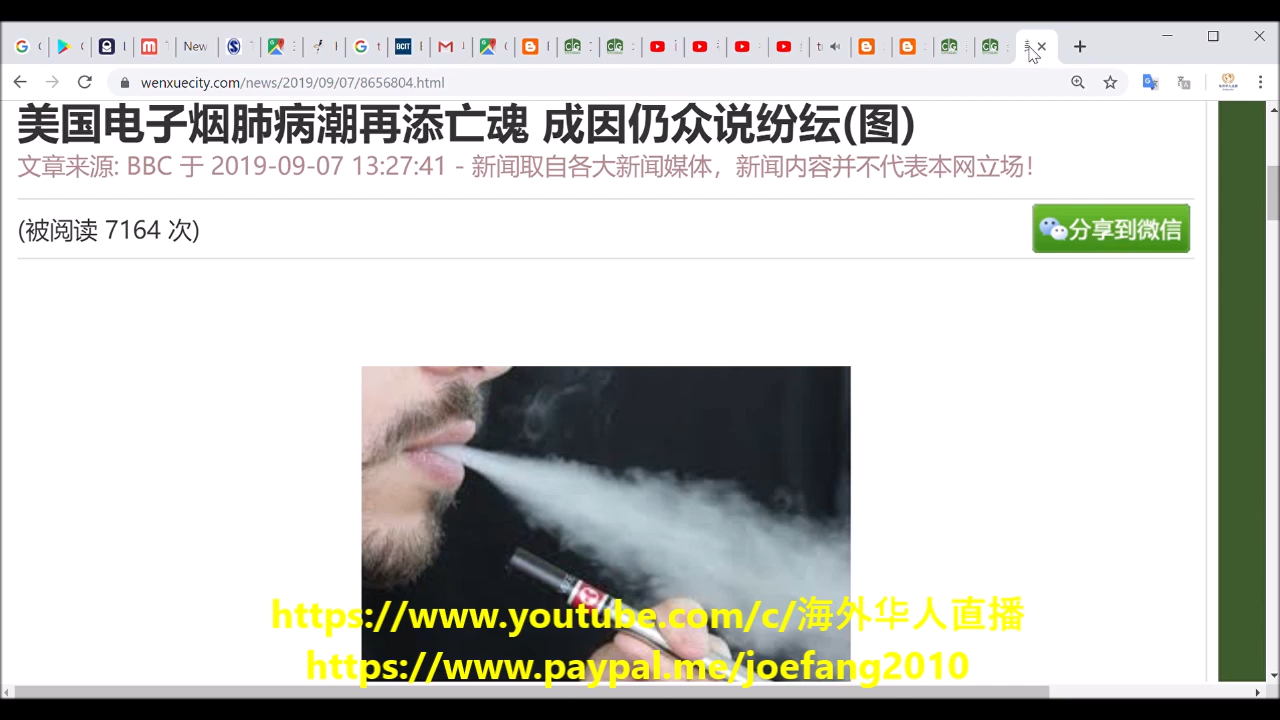 New
BCIT
wenxuecity.com/news/2019/09/07/8656804.html
美国电子烟肺病潮再添亡魂 成因仍众说纷纭(图)
文章来源: BBC 于 2019-09-07 13:27:41 - 新闻取自各大新闻媒体，新闻内容并不代表本网立场！
(被阅读 7164 次)
分享到微信
https://www.youtube.com/c/海外华人直播
https://www.paypal.me/joefang2010